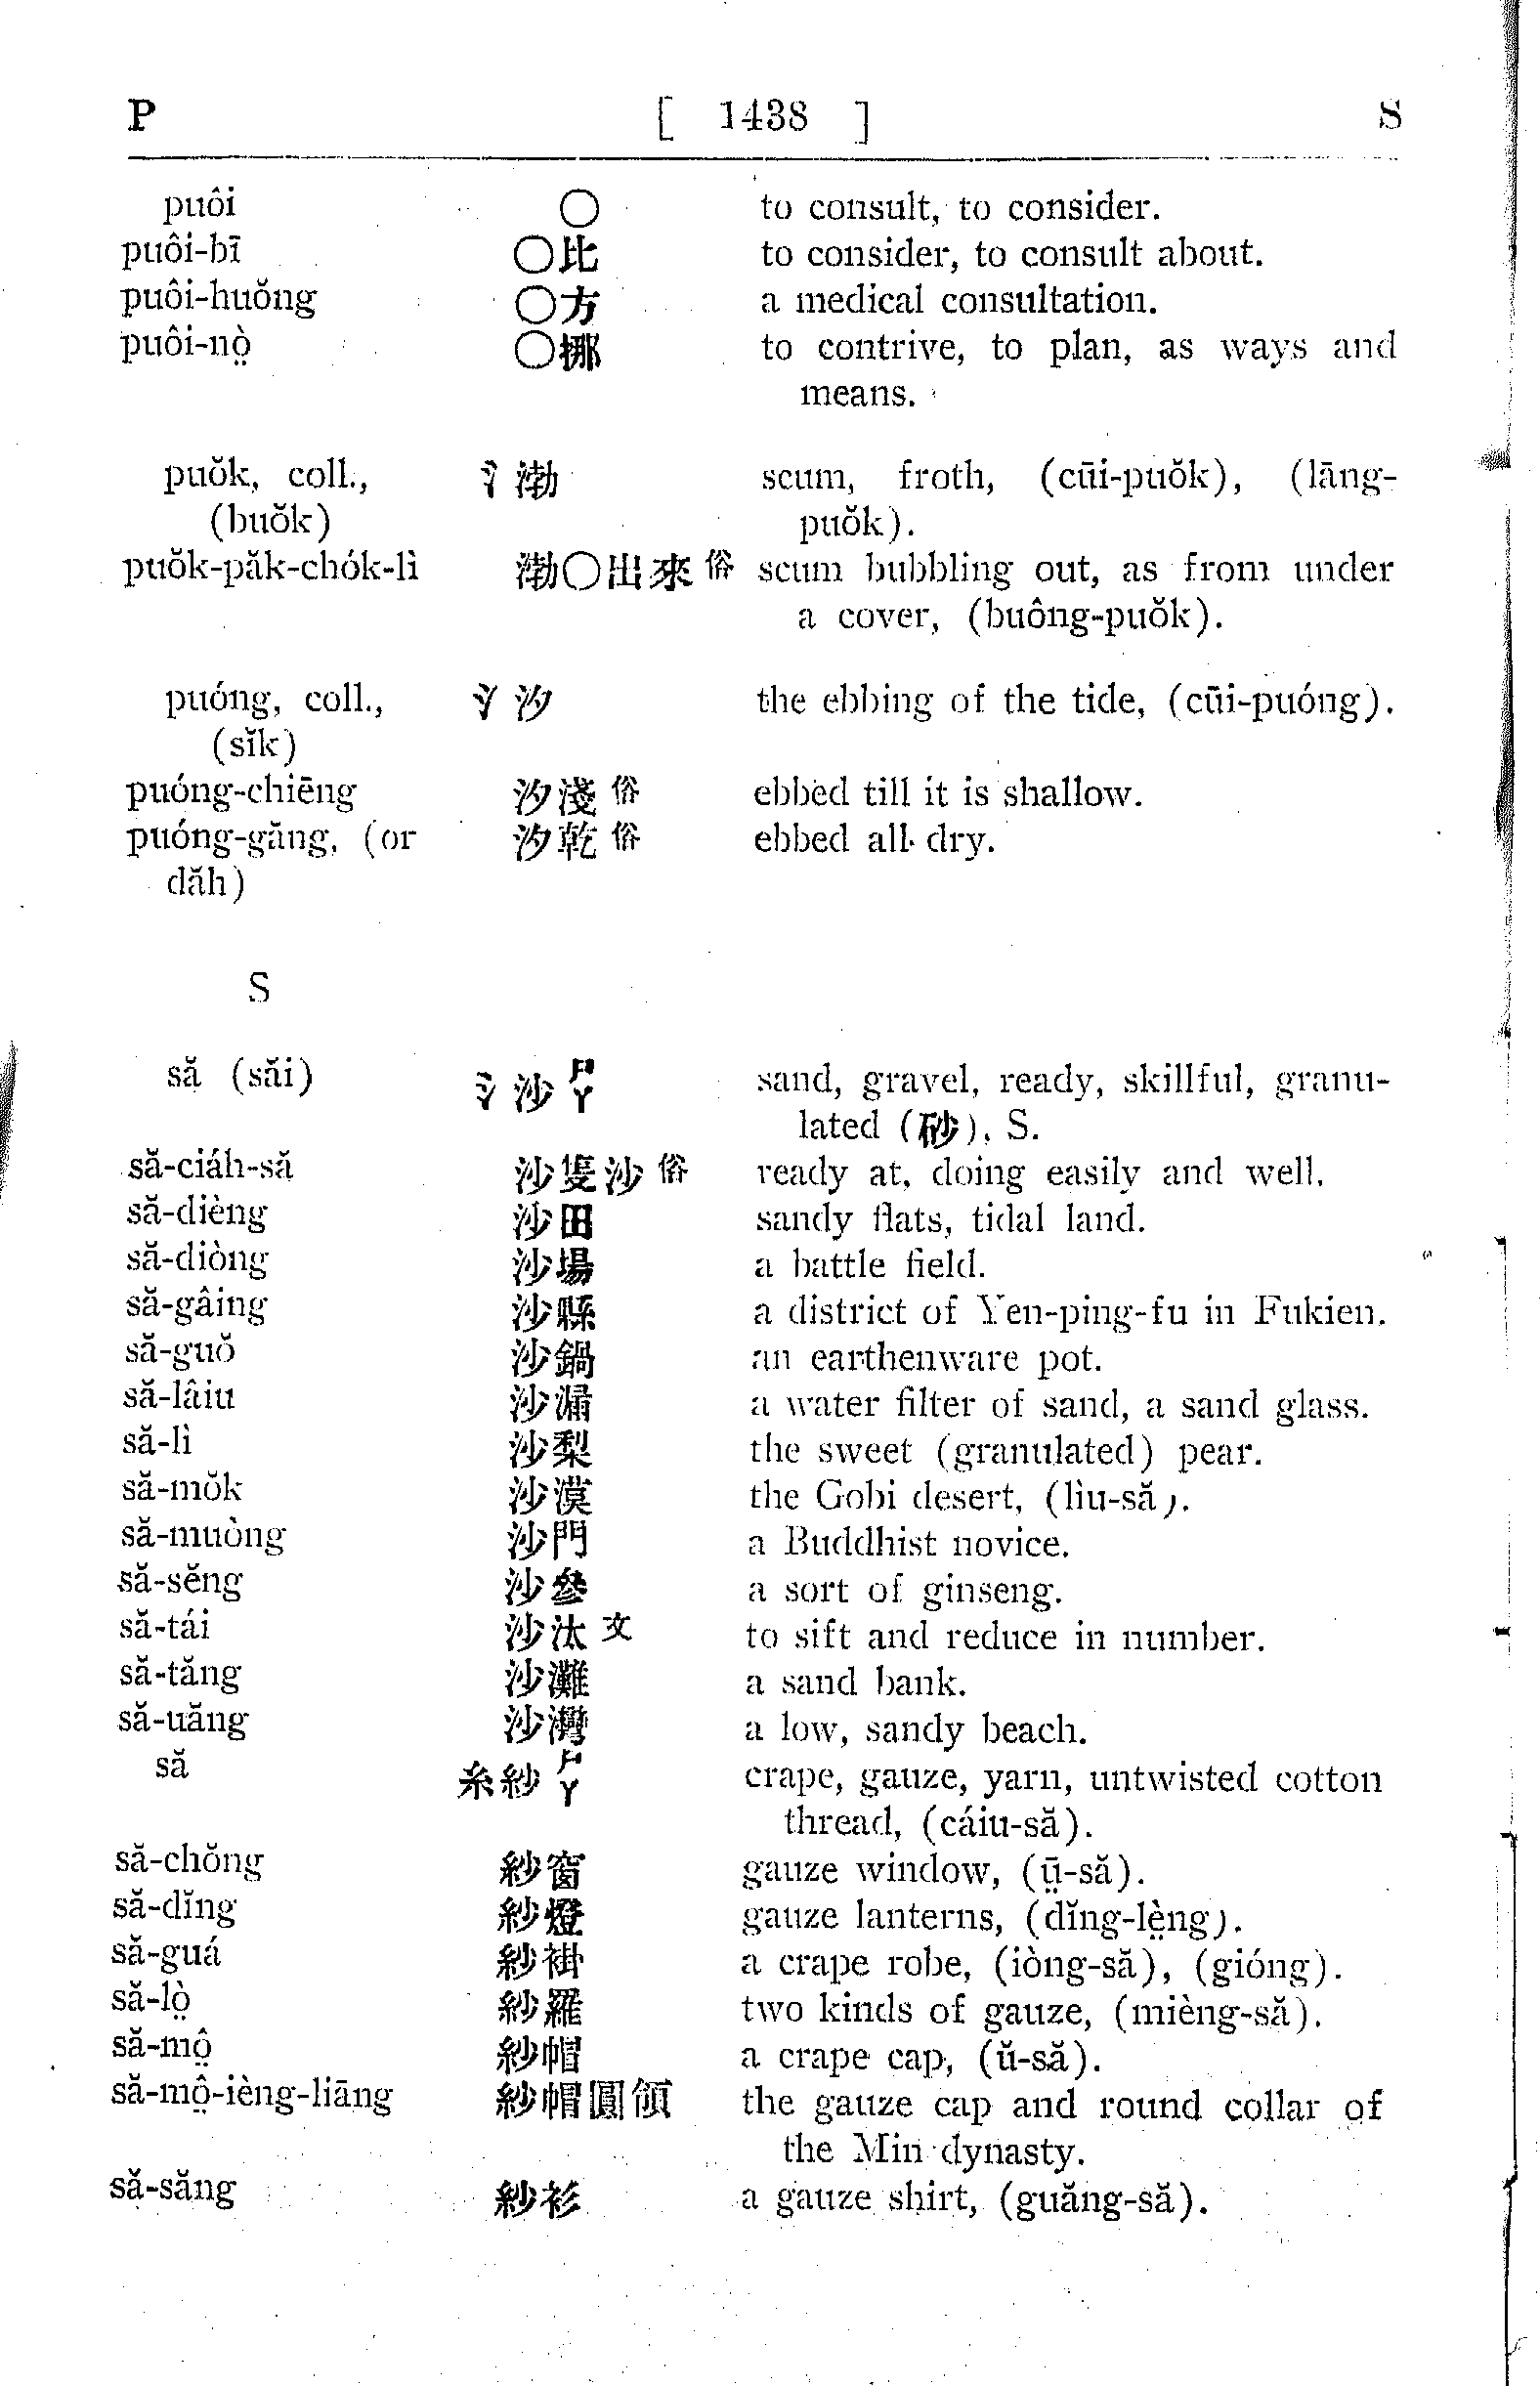 P [ 1438 ] S
puôi ○ to consult, to consider.
puôi-bī ○比 to consider, to consult about.
puôi-huŏng ○方 a medical consultation.
puôi-nò̤ ○挪 to contrive, to plan, as ways and
means.
puŏk, coll., 氵渤 scum, froth, (cūi-puŏk), (lāng-
(buŏk) puŏk).
puŏk-păk-chók-lì 渤○出來俗 scum bubbling out, as from under
a cover, (buông-puŏk).
puóng, coll., 氵汐 the ebbing of the tide, (cūi-puóng).
(sĭk)
puóng-chiēng 汐淺俗 ebbed till it is shallow.
puóng-găng, (or 汐乾俗 ebbed all dry.
dăh)
S
să (săi) 氵沙ㄕㄚ sand, gravel, ready, skillful, granu-
lated (砂), S.
să-ciáh-să 沙隻沙俗 ready at, doing easily and well.
să-dièng 沙田 sandy flats, tidal land.
să-diòng 沙場 a battle field.
să-gâing 沙縣 a district of Yen-ping-fu in Fukien.
să-guŏ 沙鍋 an earthenware pot.
să-lâiu 沙漏 a water filter of sand, a sand glass.
să-lì 沙梨 the sweet (granulated) pear.
să-mŏk 沙漠 the Gobi desert, (lìu-să).
să-muòng 沙門 a Buddhist novice.
să-sĕng 沙參 a sort of ginseng.
să-tái 沙汰文 to sift and reduce in number.
să-tăng 沙灘 a sand bank.
să-uăng 沙灣 a low, sandy beach.
să 糸紗ㄕㄚ crape, gauze, yarn, untwisted cotton
thread, (cáiu-să).
să-chŏng 紗窗 gauze window, (ṳ̄-să).
să-dĭng 紗燈 gauze lanterns, (dĭng-lè̤ng).
să-guá 紗褂 a crape robe, (iòng-să), (gióng).
să-lò̤ 紗羅 two kinds of gauze, (mièng-să).
să-mô̤ 紗帽 a crape cap, (ŭ-să).
să-mô̤-ièng-liāng 紗帽圓領 the gauze cap and round collar of
the Min dynasty.
să-săng 紗衫 a gauze shirt, (guăng-să).